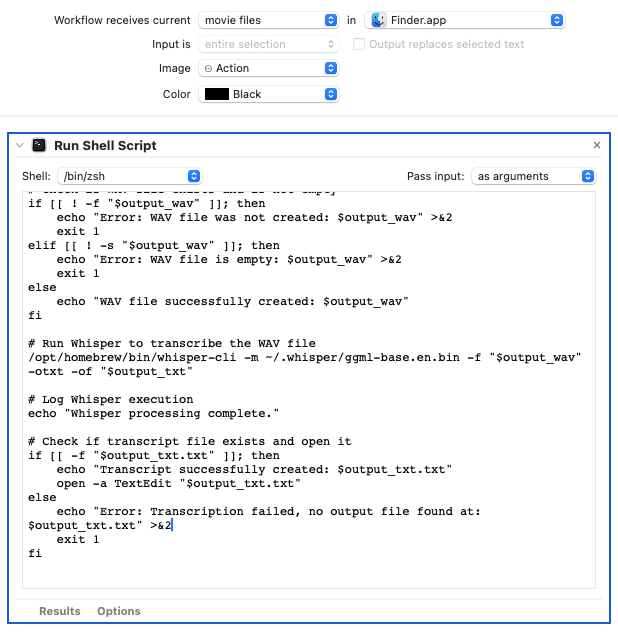 Workflow receives current movie files in Finder.app
Input is entire selection Output replaces selected text
Image Action
Color Black
Run Shell Script
Shell: /bin/zsh Pass input: as arguments
if [[ ! -f "$output_wav" ]]; then
    echo "Error: WAV file was not created: $output_wav" >&2
    exit 1
elif [[ ! -s "$output_wav" ]]; then
    echo "Error: WAV file is empty: $output_wav" >&2
    exit 1
else
    echo "WAV file successfully created: $output_wav"
fi

# Run Whisper to transcribe the WAV file
/opt/homebrew/bin/whisper-cli -m ~/.whisper/ggml-base.en.bin -f "$output_wav"
-otxt -of "$output_txt"

# Log Whisper execution
echo "Whisper processing complete."

# Check if transcript file exists and open it
if [[ -f "$output_txt.txt" ]]; then
    echo "Transcript successfully created: $output_txt.txt"
    open -a TextEdit "$output_txt.txt"
else
    echo "Error: Transcription failed, no output file found at:
$output_txt.txt" >&2
    exit 1
fi
Results Options